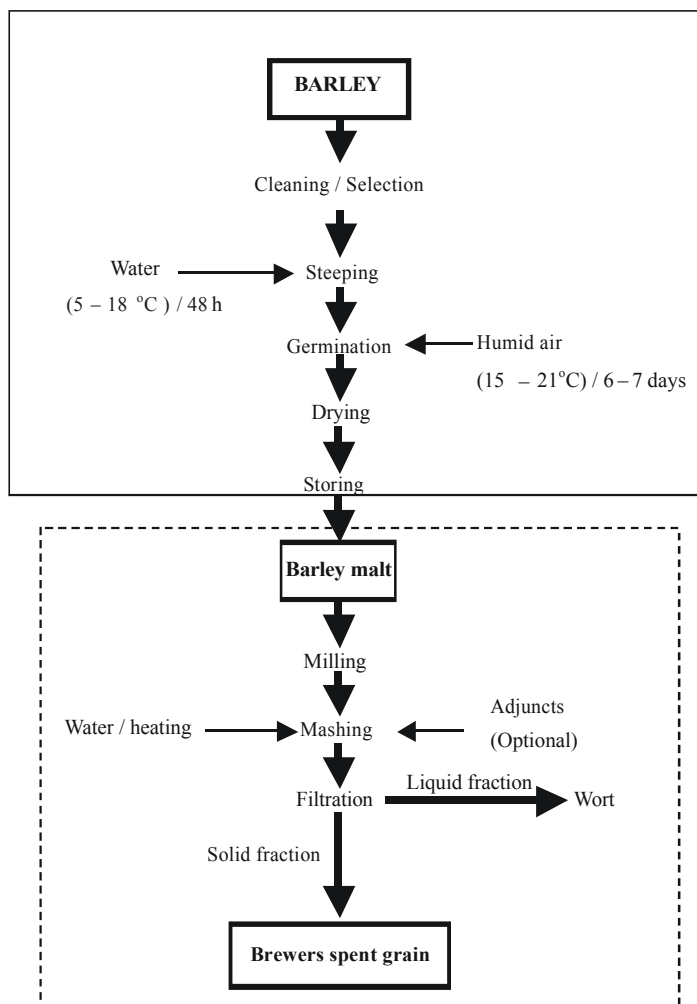 BARLEY
Cleaning / Selection
Water
Steeping
(5 – 18 °C ) / 48 h
Germination
Humid air
(15 – 21°C) / 6 – 7 days
Drying
Storing
Barley malt
Milling
Water / heating
Mashing
Adjuncts
(Optional)
Filtration
Liquid fraction
Wort
Solid fraction
Brewers spent grain